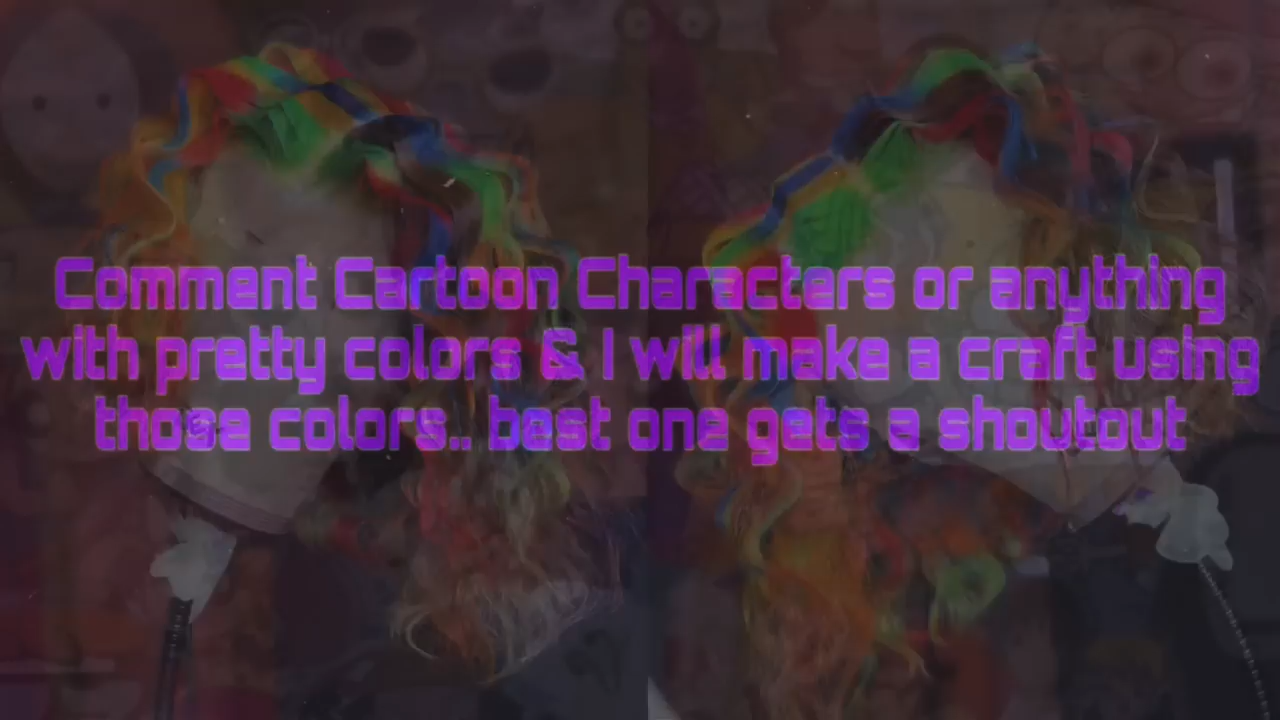 Comment Cartoon Characters or anything
with pretty colors & I will make a craft using
those colors.. best one gets a shoutout